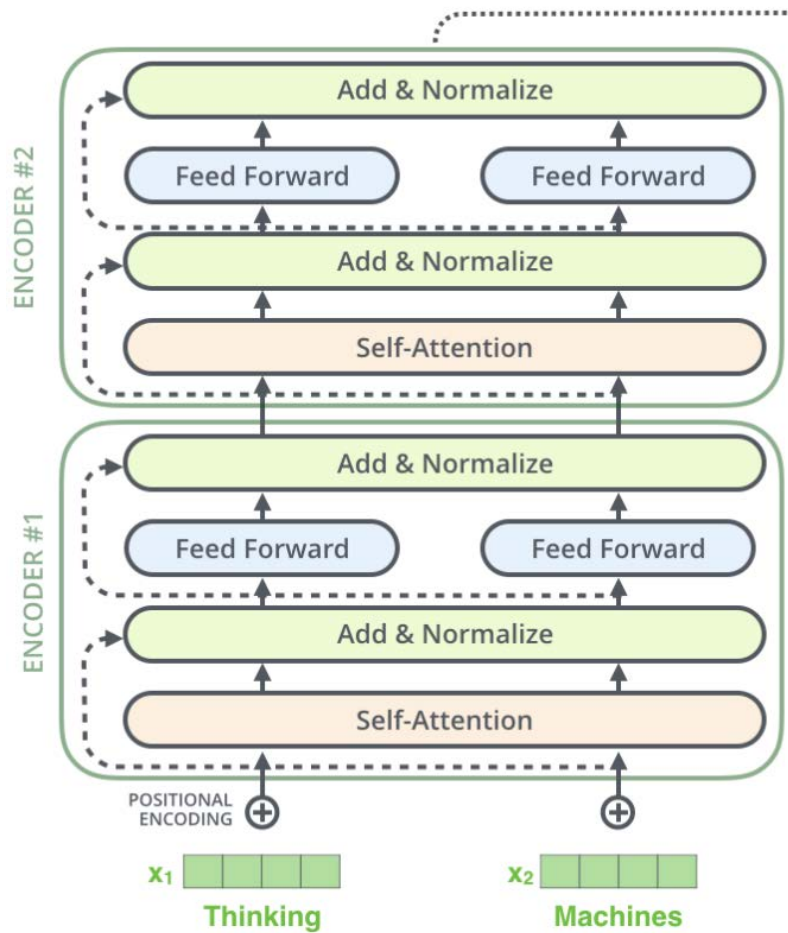 ENCODER #2
Add & Normalize
Feed Forward Feed Forward
Add & Normalize
Self-Attention
ENCODER #1
Add & Normalize
Feed Forward Feed Forward
Add & Normalize
Self-Attention
POSITIONAL
ENCODING
x₁ x₂
Thinking Machines